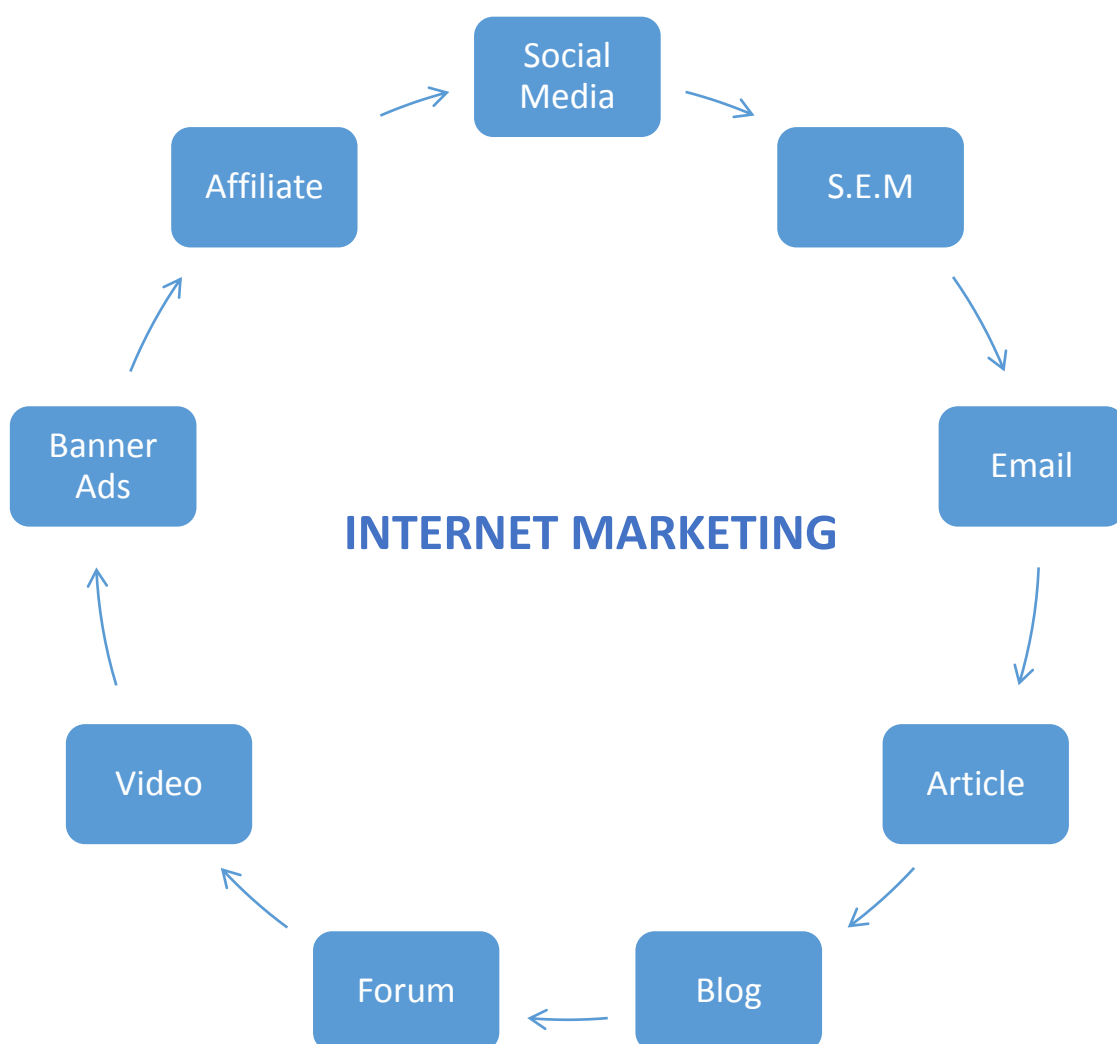 Social
Media
S.E.M
Email
Article
Blog
Forum
Video
Banner
Ads
Affiliate
INTERNET MARKETING